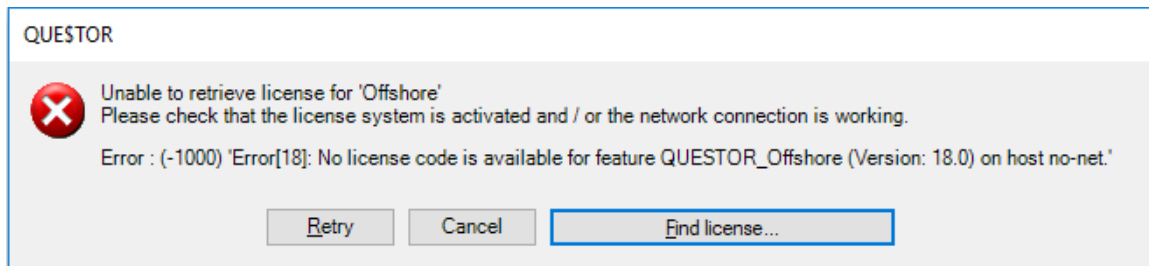 QUE$TOR
Unable to retrieve license for 'Offshore'
Please check that the license system is activated and / or the network connection is working.
Error : (-1000) 'Error[18]: No license code is available for feature QUESTOR_Offshore (Version: 18.0) on host no-net.'
Retry Cancel Find license...